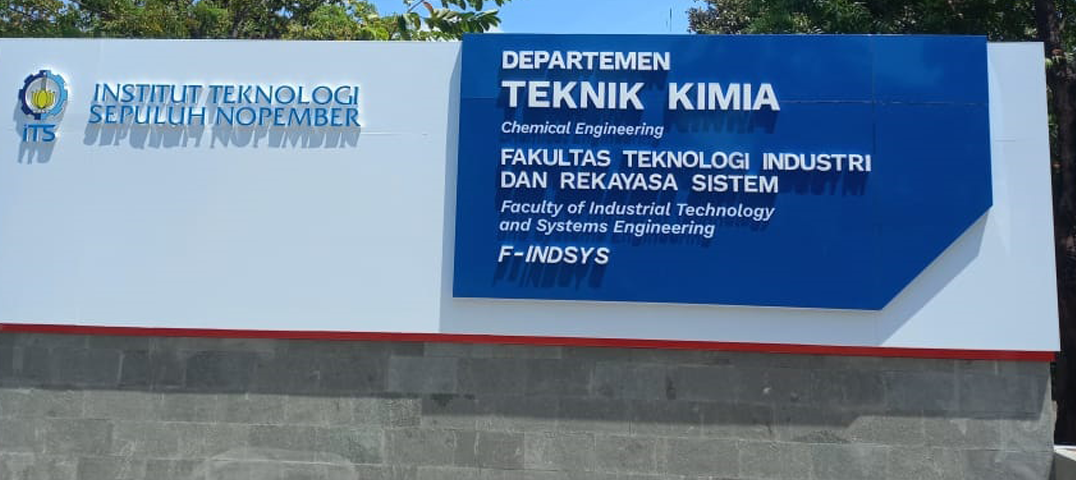 iTS
INSTITUT TEKNOLOGI
SEPULUH NOPEMBER
DEPARTEMEN
TEKNIK KIMIA
Chemical Engineering
FAKULTAS TEKNOLOGI INDUSTRI
DAN REKAYASA SISTEM
Faculty of Industrial Technology
and Systems Engineering
F-INDSYS